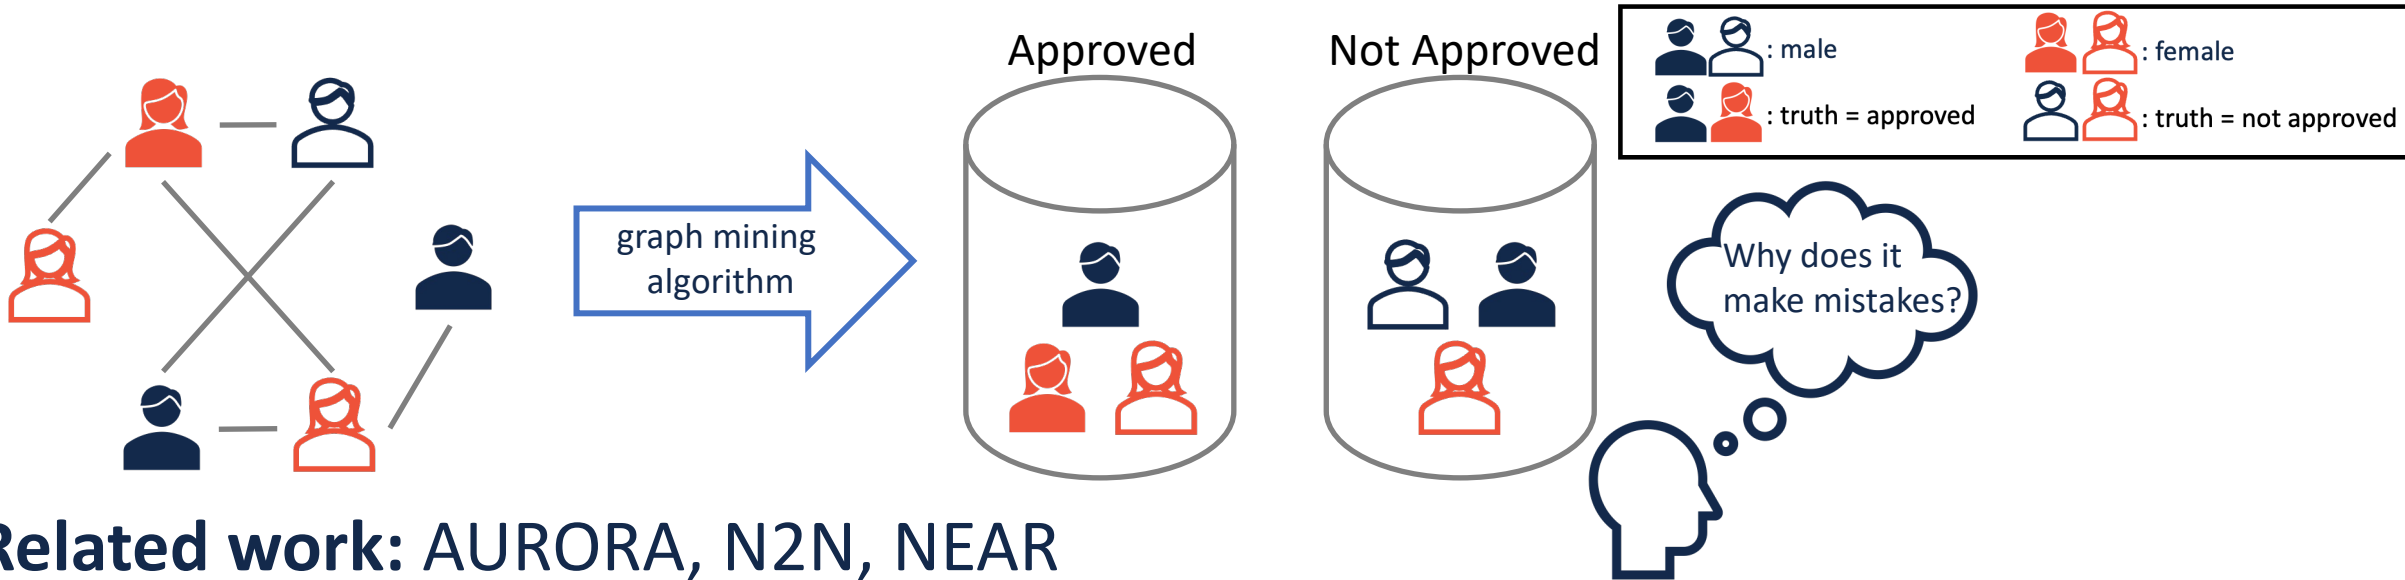 Approved
Not Approved
: male
: female
: truth = approved
: truth = not approved
graph mining
algorithm
Why does it
make mistakes?
Related work: AURORA, N2N, NEAR